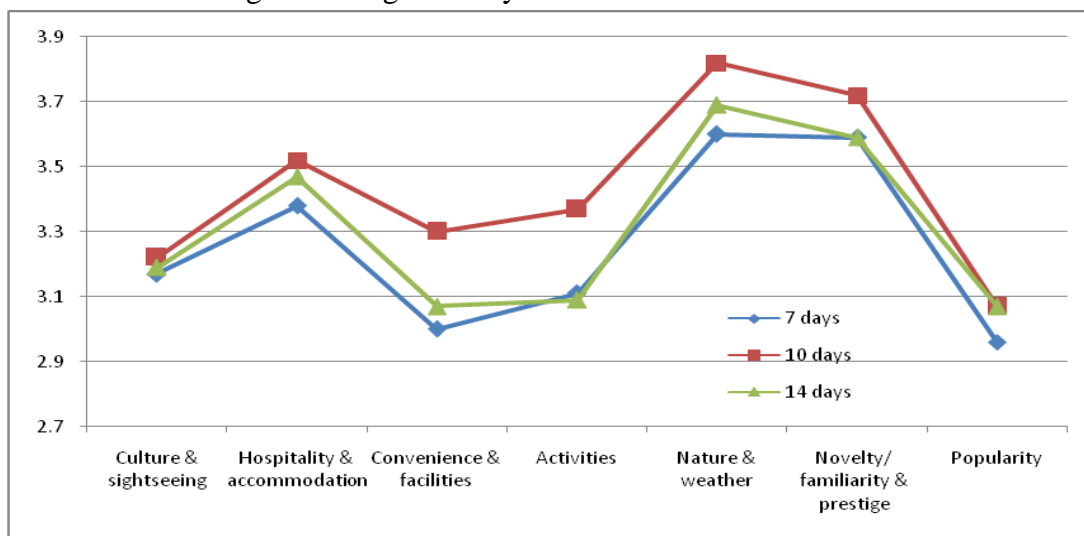 3.9
3.7
3.5
3.3
3.1
2.9
2.7
7 days
10 days
14 days
Culture &
sightseeing
Hospitality &
accommodation
Convenience &
facilities
Activities
Nature &
weather
Novelty/
familiarity &
prestige
Popularity